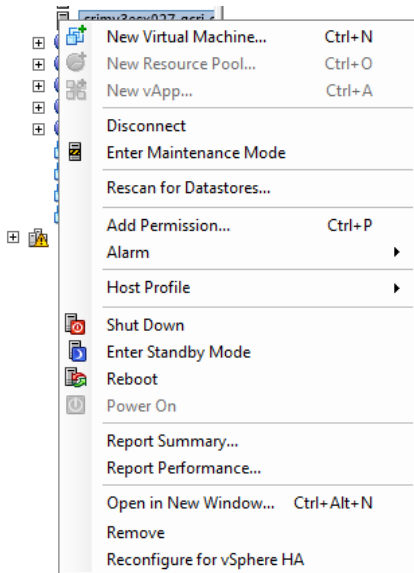 New Virtual Machine... Ctrl+N
New Resource Pool... Ctrl+O
New vApp... Ctrl+A
Disconnect
Enter Maintenance Mode
Rescan for Datastores...
Add Permission... Ctrl+P
Alarm
Host Profile
Shut Down
Enter Standby Mode
Reboot
Power On
Report Summary...
Report Performance...
Open in New Window... Ctrl+Alt+N
Remove
Reconfigure for vSphere HA